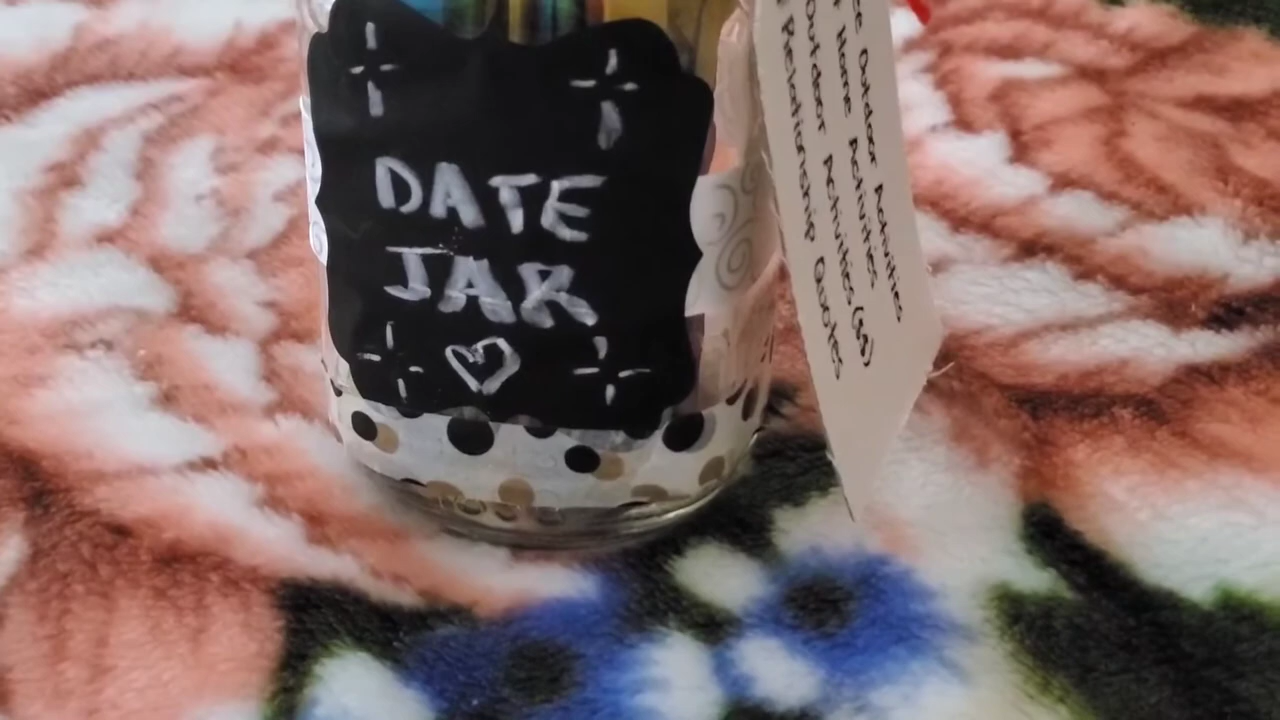 DATE
JAR
Outdoor Activities
Home Activities
Outdoor Activities ($$)
Relationship Quotes